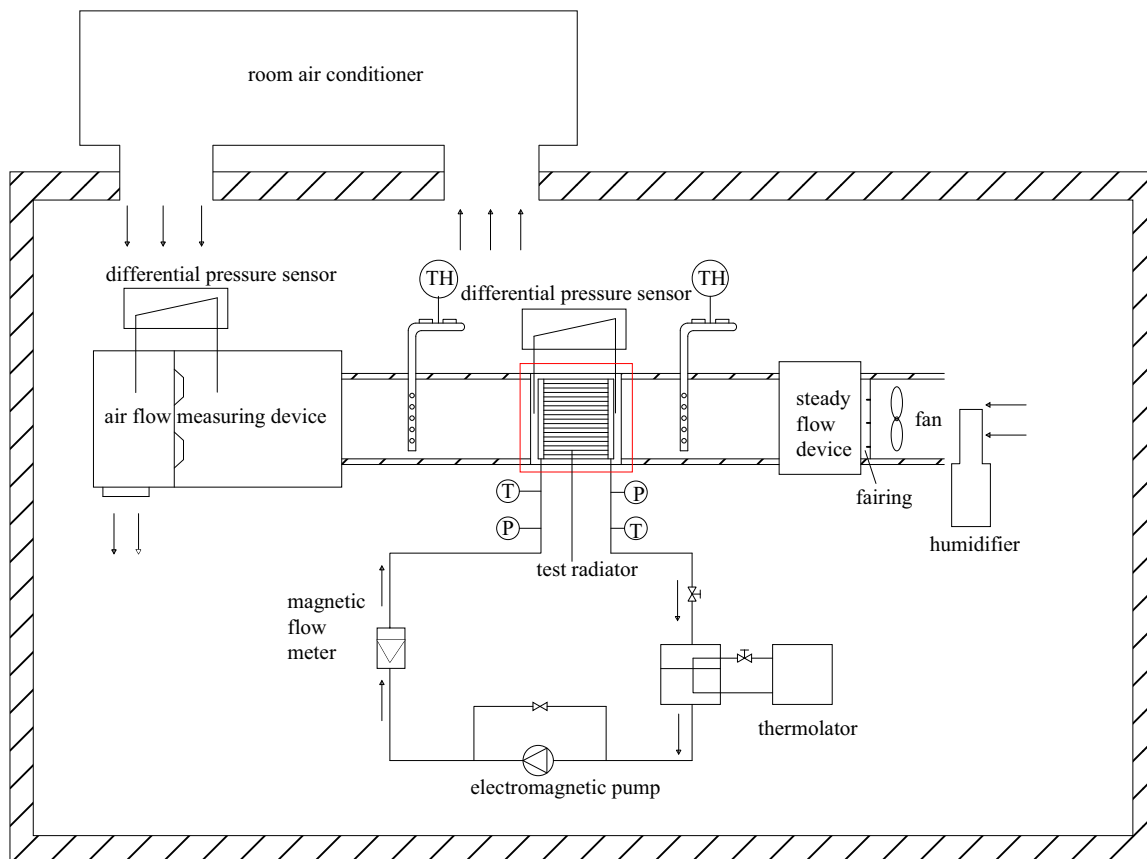 room air conditioner
differential pressure sensor
TH
differential pressure sensor
TH
air flow measuring device
steady
flow
device
fan
fairing
humidifier
T
P
P
T
test radiator
magnetic
flow
meter
thermolator
electromagnetic pump